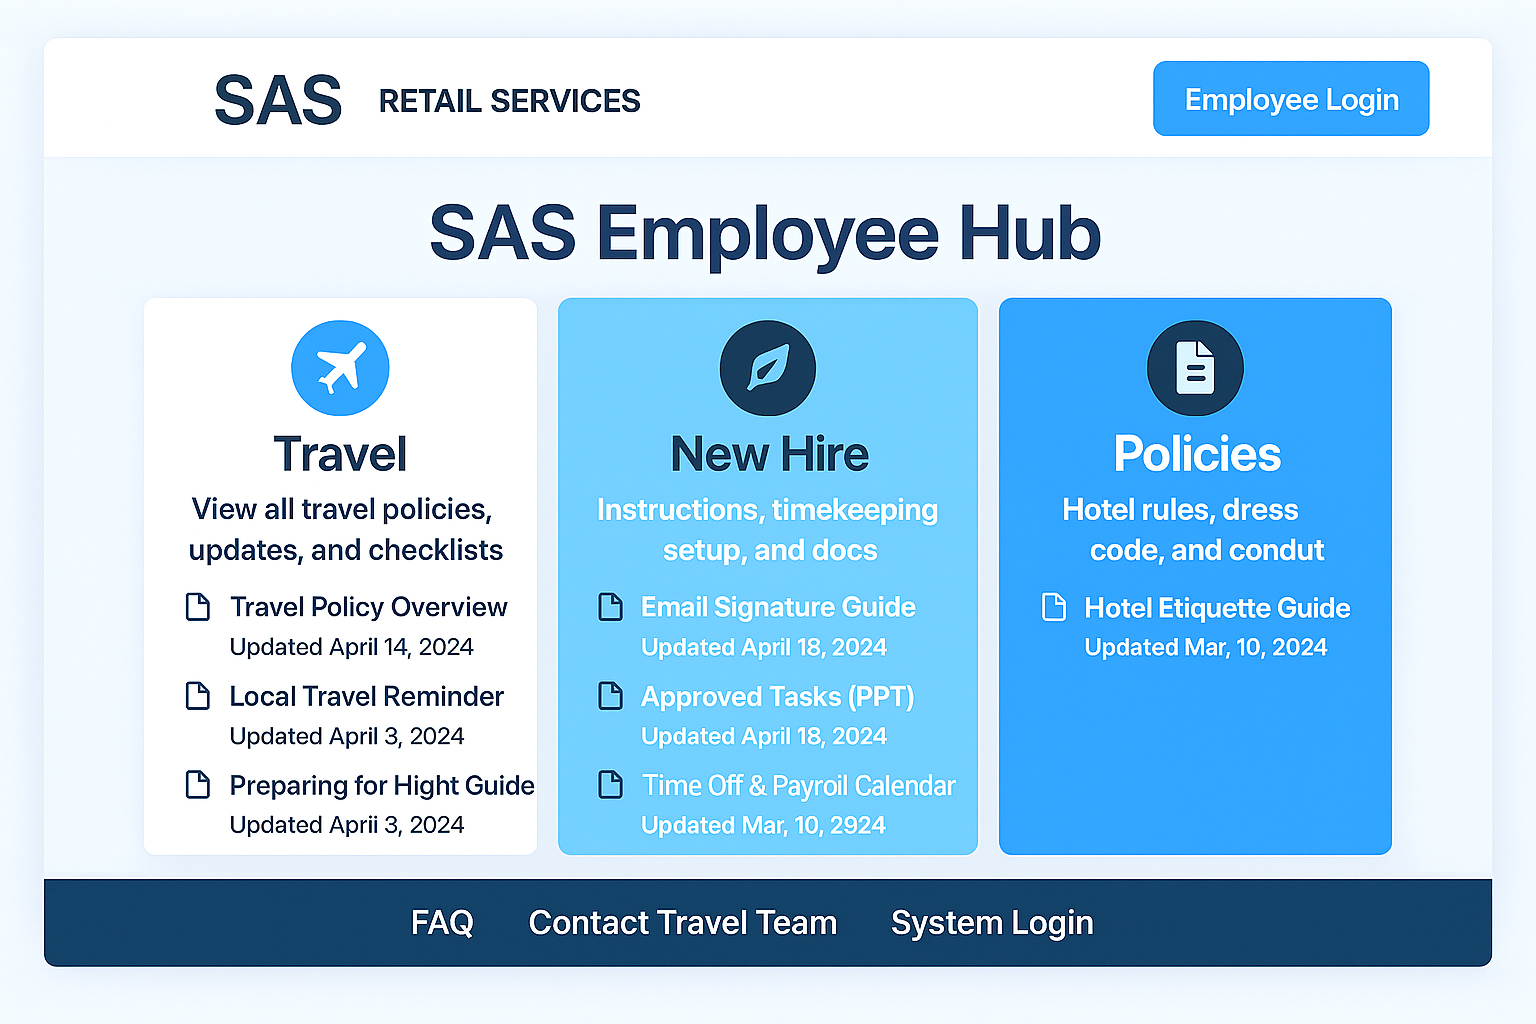 SAS RETAIL SERVICES
Employee Login
SAS Employee Hub
Travel
View all travel policies,
updates, and checklists
Travel Policy Overview
Updated April 14, 2024
Local Travel Reminder
Updated April 3, 2024
Preparing for Hight Guide
Updated Aprii 3, 2024
New Hire
Instructions, timekeeping
setup, and docs
Email Signature Guide
Updated April 18, 2024
Approved Tasks (PPT)
Updated April 18, 2024
Time Off & Payroil Calendar
Updated Mar, 10, 2924
Policies
Hotel rules, dress
code, and condut
Hotel Etiquette Guide
Updated Mar, 10, 2024
FAQ
Contact Travel Team
System Login